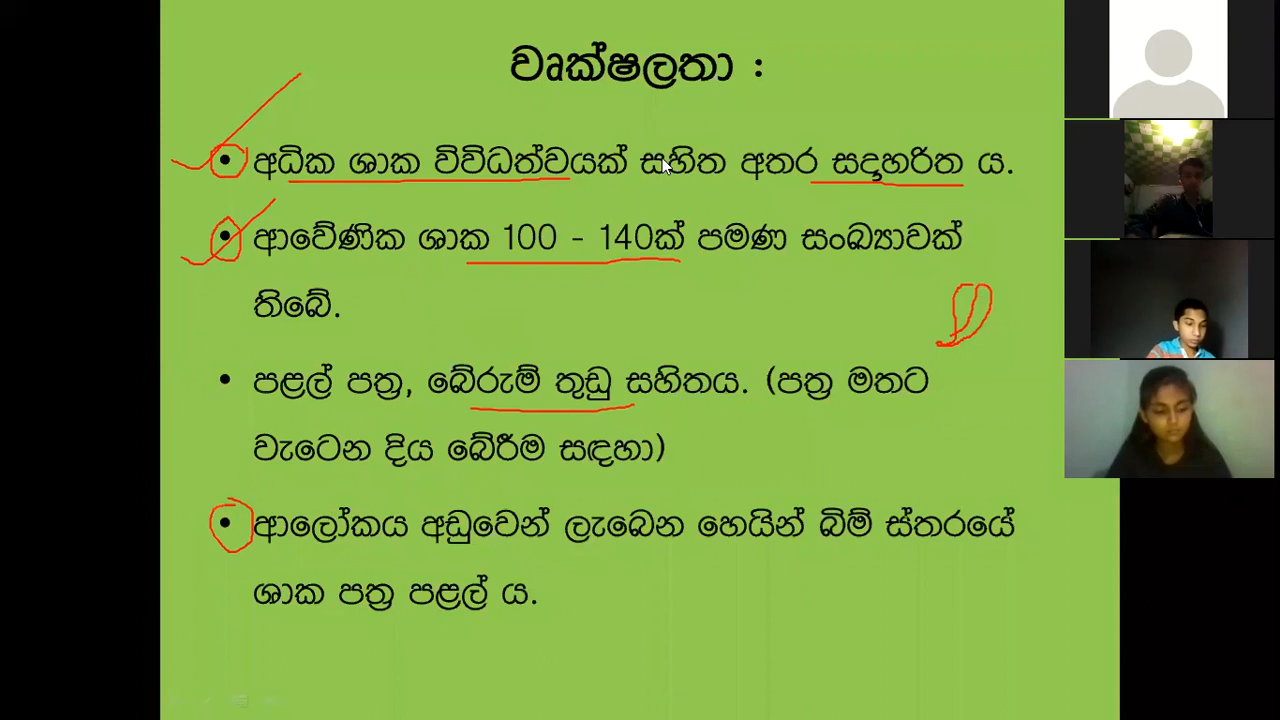 වෘක්ෂලතා :
• අධික ශාක විවිධත්වයක් සහිත අතර සදාහරිත ය.
• ආවේණික ශාක 100 - 140ක් පමණ සංඛ්‍යාවක්
තිබේ.
• පළල් පත්‍ර, බේරුම් තුඩු සහිතය. (පත්‍ර මතට
වැටෙන දිය බේරීම සඳහා)
• ආලෝකය අඩුවෙන් ලැබෙන හෙයින් බිම් ස්තරයේ
ශාක පත්‍ර පළල් ය.